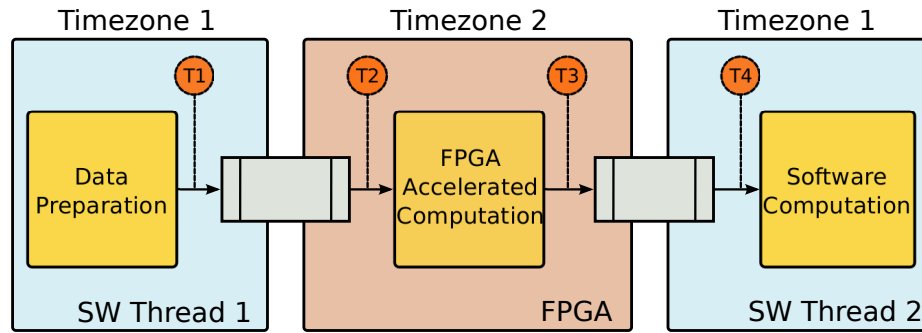 Timezone 1
Timezone 2
Timezone 1
T1
T2
T3
T4
Data
Preparation
FPGA
Accelerated
Computation
Software
Computation
SW Thread 1
FPGA
SW Thread 2